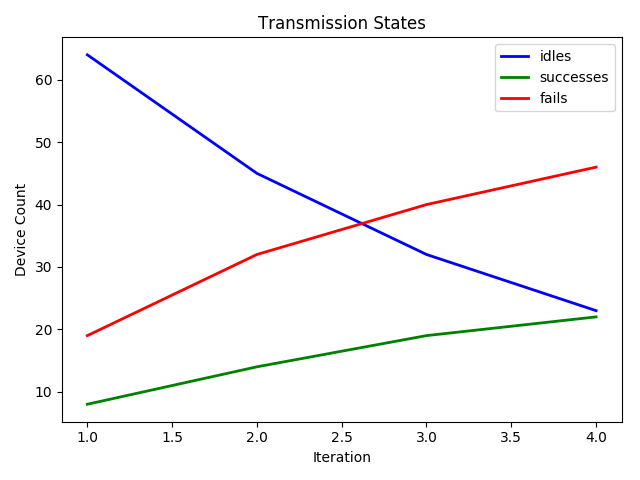 Transmission States
idles
successes
fails
60
50
40
30
20
10
Device Count
1.0 1.5 2.0 2.5 3.0 3.5 4.0
Iteration